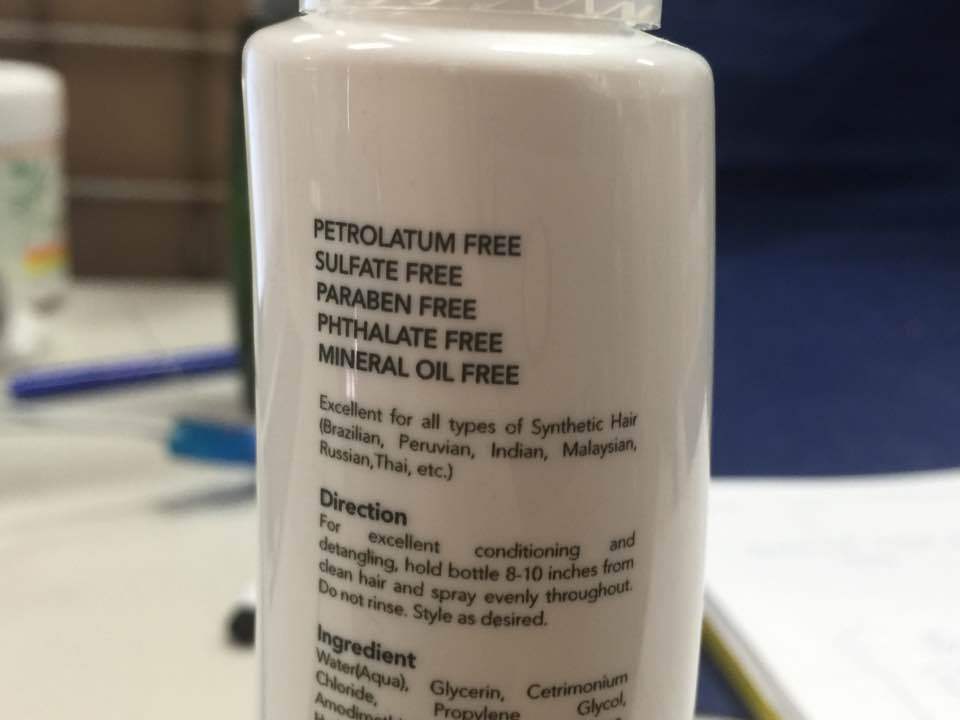 PETROLATUM FREE
SULFATE FREE
PARABEN FREE
PHTHALATE FREE
MINERAL OIL FREE
Excellent for all types of Synthetic Hair
(Brazilian, Peruvian, Indian, Malaysian,
Russian,Thai, etc.)
Direction
For excellent conditioning and
detangling, hold bottle 8-10 inches from
clean hair and spray evenly throughout.
Do not rinse. Style as desired.
Ingredient
Water(Aqua), Glycerin, Cetrimonium
Chloride, Propylene Glycol,